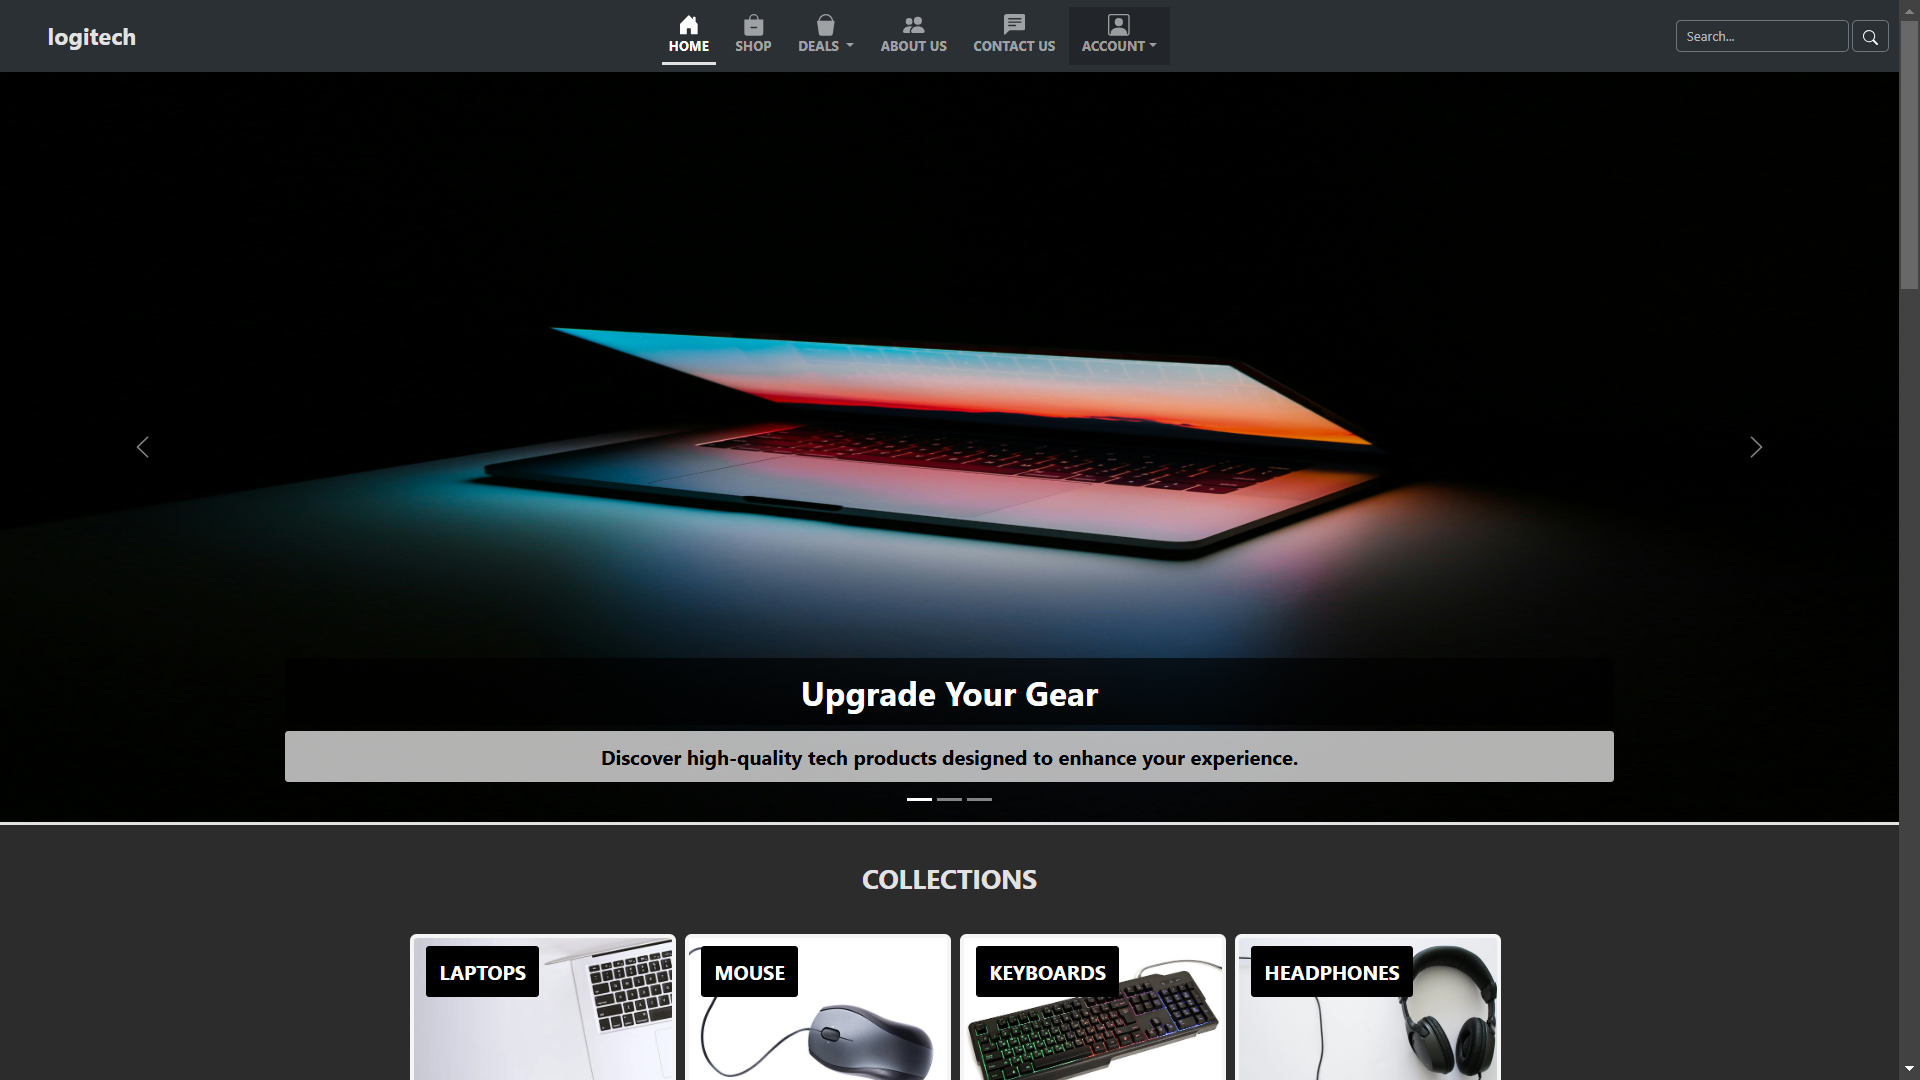 logitech
HOME
SHOP
DEALS
ABOUT US
CONTACT US
ACCOUNT
Search...
Upgrade Your Gear
Discover high-quality tech products designed to enhance your experience.
COLLECTIONS
LAPTOPS
MOUSE
KEYBOARDS
HEADPHONES